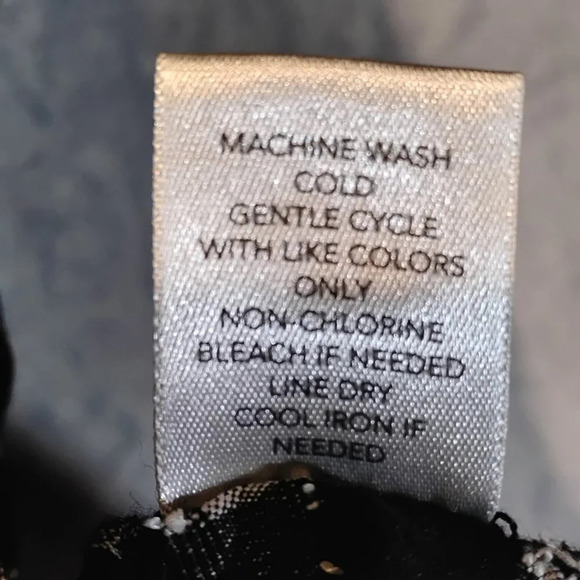 MACHINE WASH
COLD
GENTLE CYCLE
WITH LIKE COLORS
ONLY
NON-CHLORINE
BLEACH IF NEEDED
LINE DRY
COOL IRON IF
NEEDED